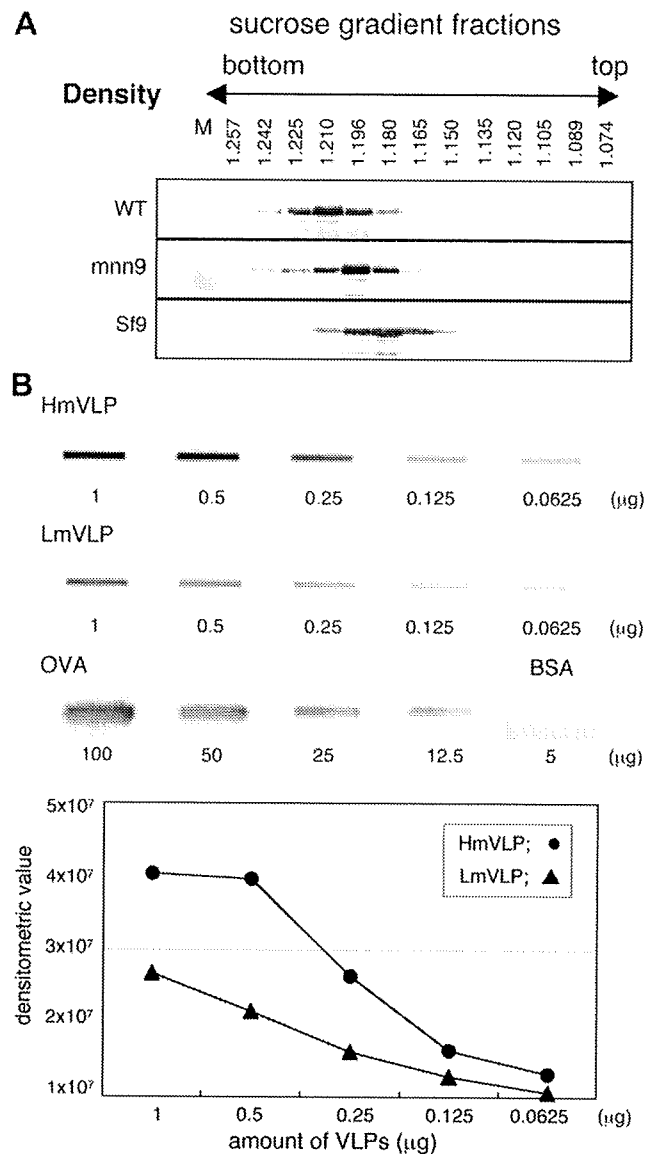 A
sucrose gradient fractions
bottom top
Density
M 1.257 1.242 1.225 1.210 1.196 1.180 1.165 1.150 1.135 1.120 1.105 1.089 1.074
WT
mnn9
Sf9
B
HmVLP
1 0.5 0.25 0.125 0.0625 (µg)
LmVLP
1 0.5 0.25 0.125 0.0625 (µg)
OVA BSA
100 50 25 12.5 5 (µg)
5x10⁷
4x10⁷
3x10⁷
2x10⁷
1x10⁷
densitometric value
HmVLP; ●
LmVLP; ▲
1 0.5 0.25 0.125 0.0625 (µg)
amount of VLPs (µg)